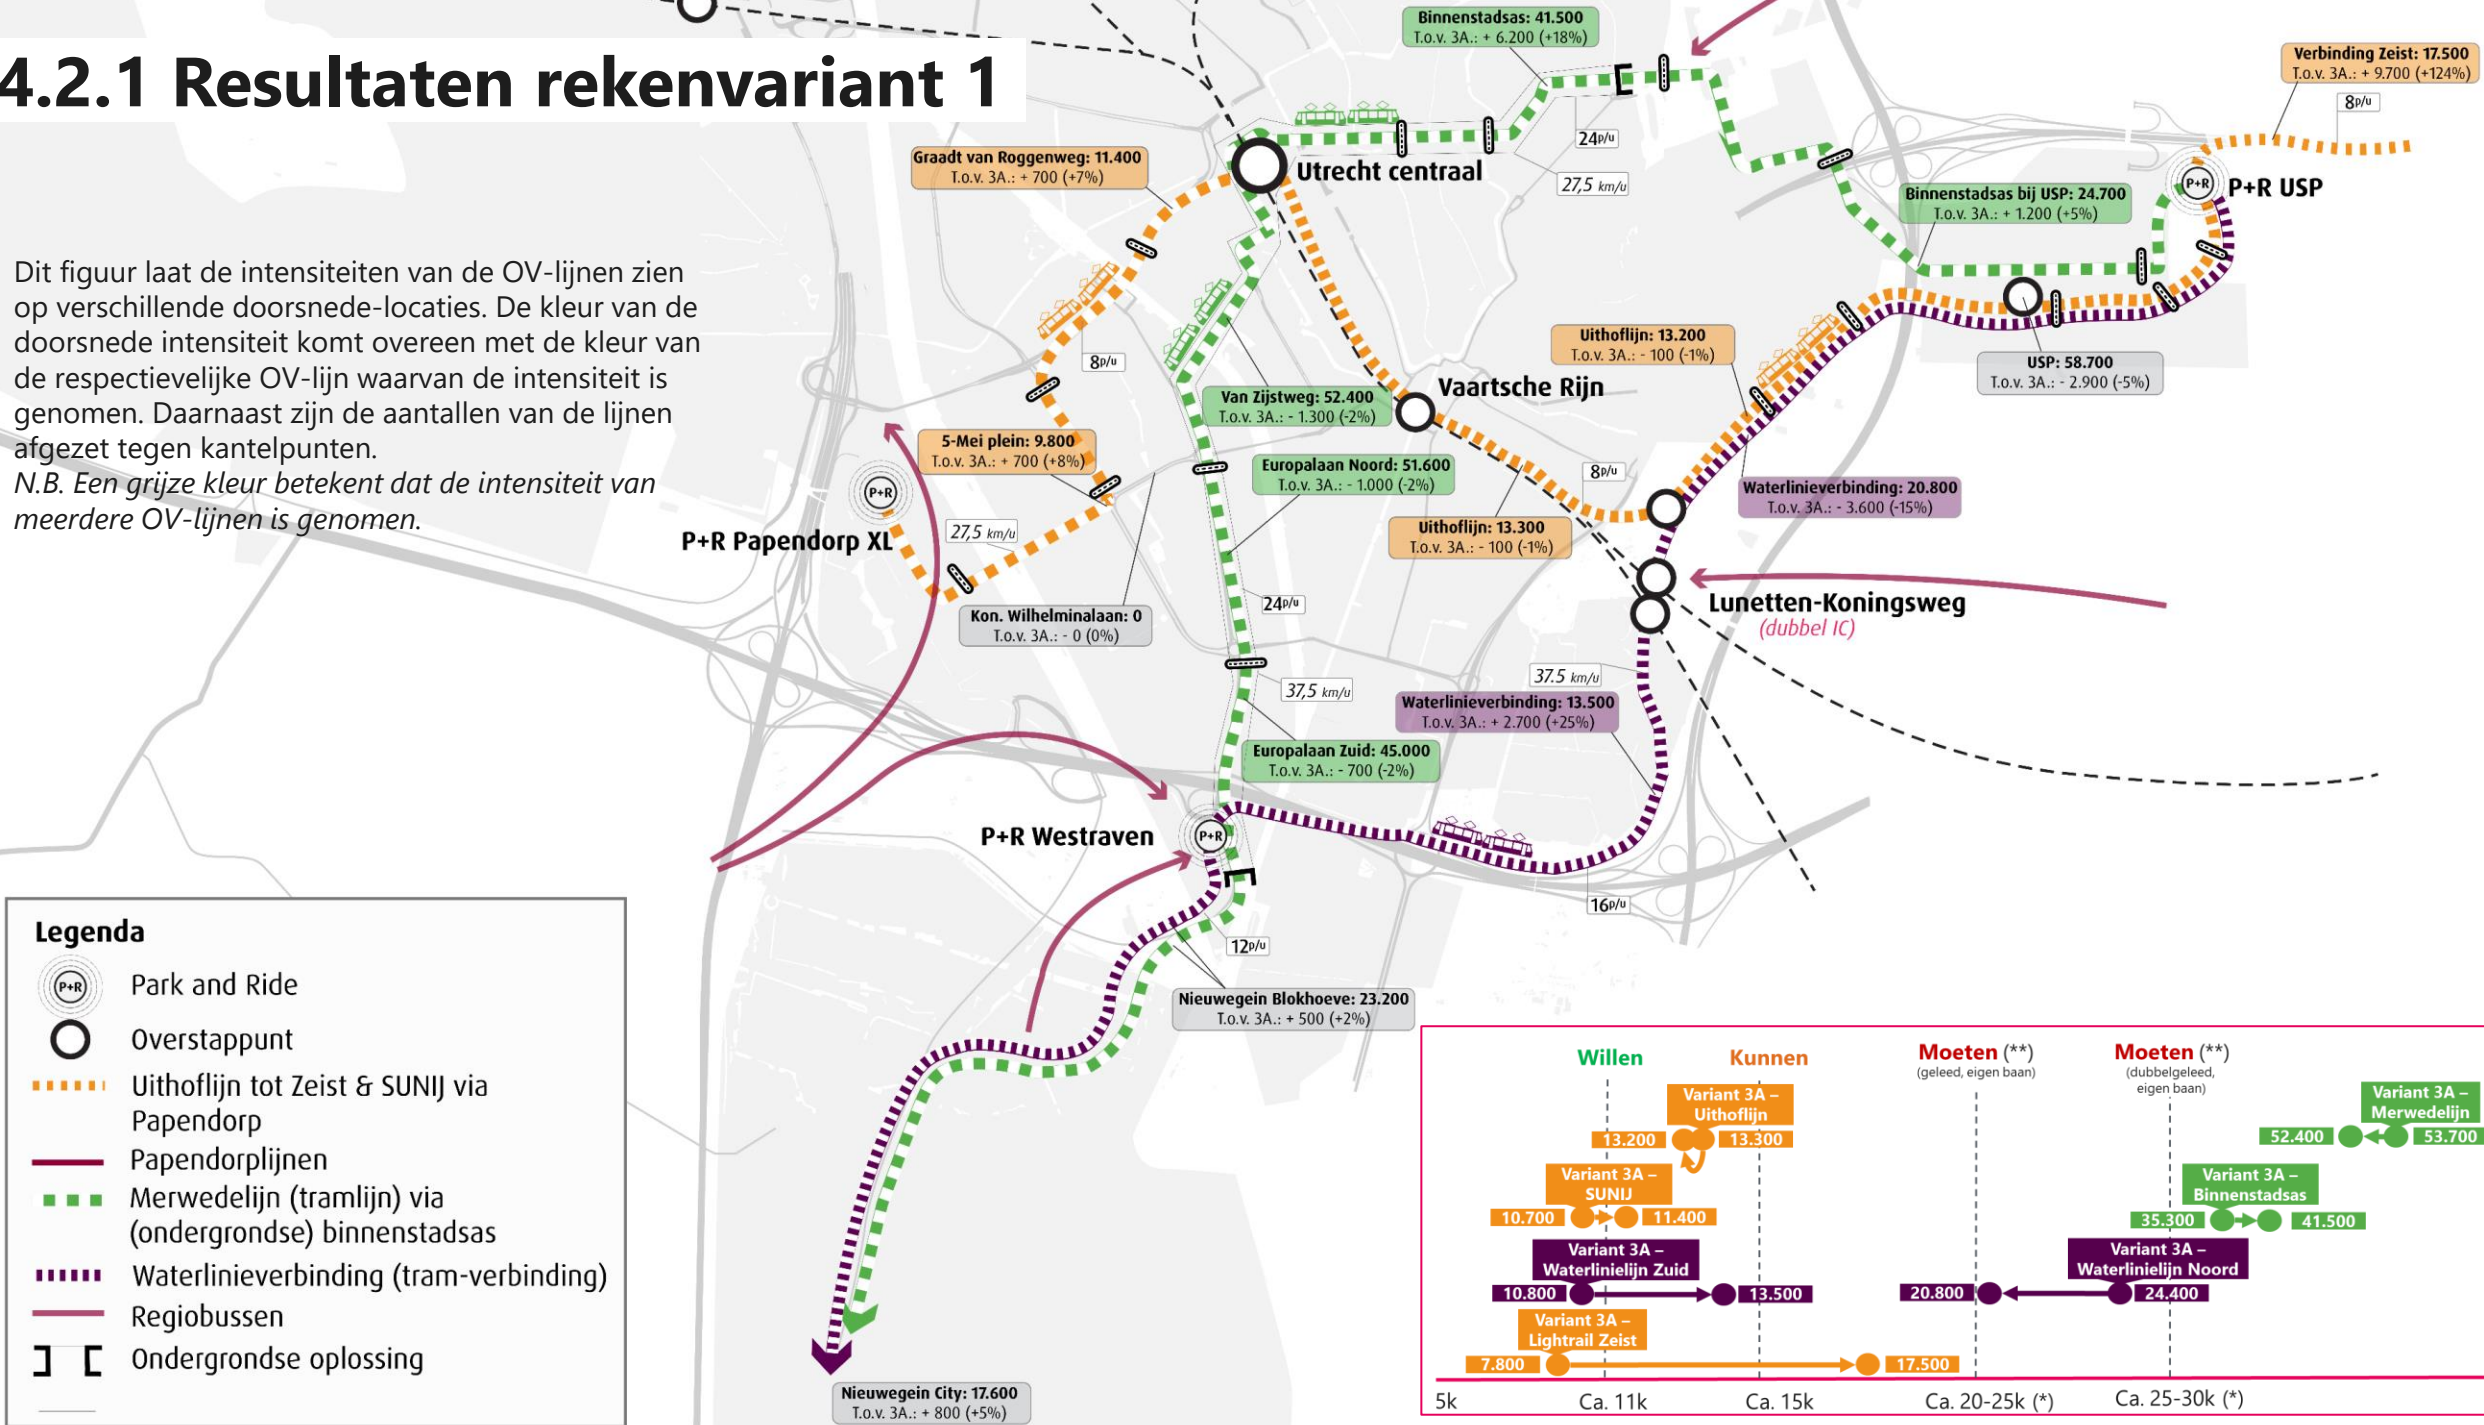 4.2.1 Resultaten rekenvariant 1
Dit figuur laat de intensiteiten van de OV-lijnen zien
op verschillende doorsnede-locaties. De kleur van de
doorsnede intensiteit komt overeen met de kleur van
de respectievelijke OV-lijn waarvan de intensiteit is
genomen. Daarnaast zijn de aantallen van de lijnen
afgezet tegen kantelpunten.
N.B. Een grijze kleur betekent dat de intensiteit van
meerdere OV-lijnen is genomen.
Binnenstadsas: 41.500
T.o.v. 3A.: + 6.200 (+18%)
Verbinding Zeist: 17.500
T.o.v. 3A.: + 9.700 (+124%)
8p/u
24p/u
27,5 km/u
Utrecht centraal
Graadt van Roggenweg: 11.400
T.o.v. 3A.: + 700 (+7%)
P+R
P+R USP
Binnenstadsas bij USP: 24.700
T.o.v. 3A.: + 1.200 (+5%)
8p/u
Uithoflijn: 13.200
T.o.v. 3A.: - 100 (-1%)
USP: 58.700
T.o.v. 3A.: - 2.900 (-5%)
Vaartsche Rijn
Van Zijstweg: 52.400
T.o.v. 3A.: - 1.300 (-2%)
5-Mei plein: 9.800
T.o.v. 3A.: + 700 (+8%)
Europalaan Noord: 51.600
T.o.v. 3A.: - 1.000 (-2%)
8p/u
Waterlinieverbinding: 20.800
T.o.v. 3A.: - 3.600 (-15%)
P+R
P+R Papendorp XL
27,5 km/u
Uithoflijn: 13.300
T.o.v. 3A.: - 100 (-1%)
Kon. Wilhelminalaan: 0
T.o.v. 3A.: - 0 (0%)
24p/u
Lunetten-Koningsweg
(dubbel IC)
37,5 km/u
37.5 km/u
Waterlinieverbinding: 13.500
T.o.v. 3A.: + 2.700 (+25%)
Europalaan Zuid: 45.000
T.o.v. 3A.: - 700 (-2%)
P+R Westraven
P+R
16p/u
12p/u
Nieuwegein Blokhoeve: 23.200
T.o.v. 3A.: + 500 (+2%)
Nieuwegein City: 17.600
T.o.v. 3A.: + 800 (+5%)
Legenda
P+R
Park and Ride
Overstappunt
Uithoflijn tot Zeist & SUNIJ via
Papendorp
Papendorplijnen
Merwedelijn (tramlijn) via
(ondergrondse) binnenstadsas
Waterlinieverbinding (tram-verbinding)
Regiobussen
Ondergrondse oplossing
Willen
Kunnen
Moeten (**)
(geleed, eigen baan)
Moeten (**)
(dubbelgeleed,
eigen baan)
Variant 3A –
Uithoflijn
13.200
13.300
Variant 3A –
Merwedelijn
52.400
53.700
Variant 3A –
SUNIJ
10.700
11.400
Variant 3A –
Binnenstadsas
35.300
41.500
Variant 3A –
Waterlinielijn Zuid
10.800
13.500
Variant 3A –
Waterlinielijn Noord
20.800
24.400
Variant 3A –
Lightrail Zeist
7.800
17.500
5k
Ca. 11k
Ca. 15k
Ca. 20-25k (*)
Ca. 25-30k (*)